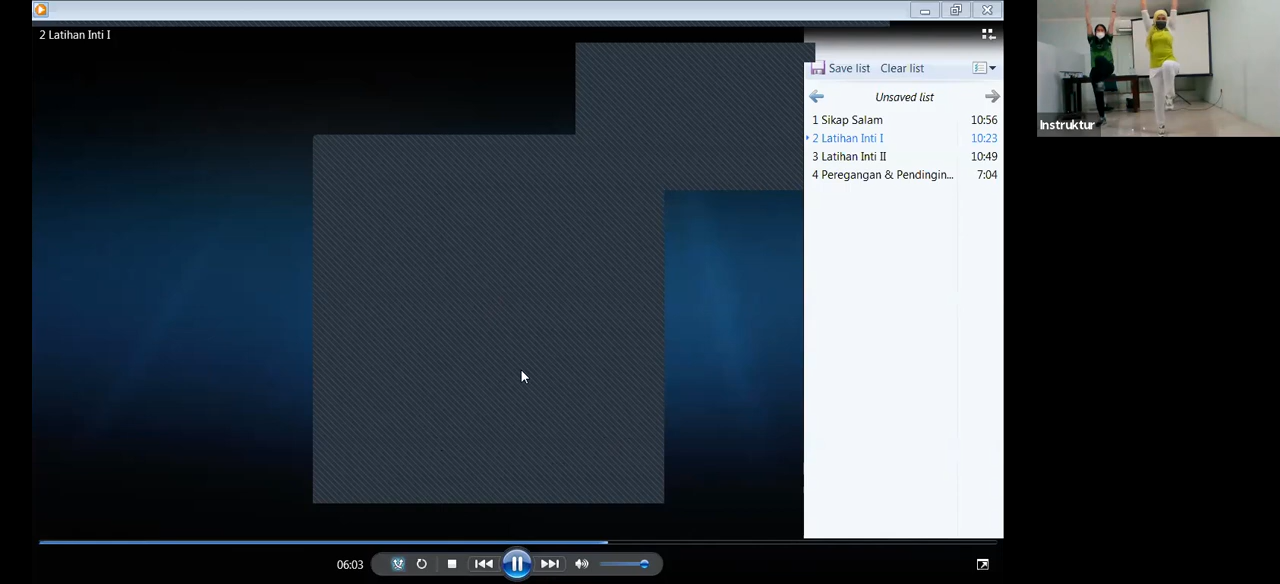 2 Latihan Inti I
Save list Clear list
Unsaved list
1 Sikap Salam 10:56
2 Latihan Inti I 10:23
3 Latihan Inti II 10:49
4 Peregangan & Pendingin... 7:04
06:03
Instruktur